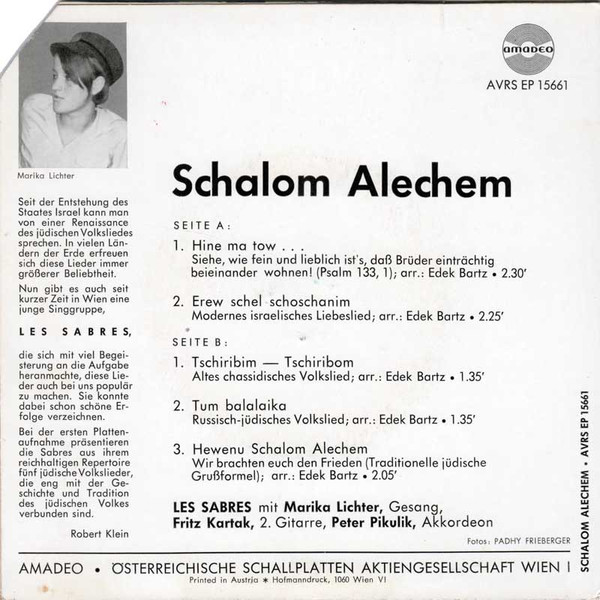 amadeo
AVRS EP 15661
Marika Lichter
Schalom Alechem
Seit der Entstehung des
Staates Israel kann man
von einer Renaissance
des jüdischen Volksliedes
sprechen. In vielen Län-
dern der Erde erfreuen
sich diese Lieder immer
größerer Beliebtheit.
Nun gibt es auch seit
kurzer Zeit in Wien eine
junge Singgruppe,
LES SABRES,
die sich mit viel Begei-
sterung an die Aufgabe
heranmachte, diese Lie-
der auch bei uns populär
zu machen. Sie konnte
dabei schon schöne Er-
folge verzeichnen.
Bei der ersten Platten-
aufnahme präsentieren
die Sabres aus ihrem
reichhaltigen Repertoire
fünf jüdische Volkslieder,
die eng mit der Ge-
schichte und Tradition
des jüdischen Volkes
verbunden sind.
Robert Klein
SEITE A:
1. Hine ma tow . . .
Siehe, wie fein und lieblich ist's, daß Brüder einträchtig
beieinander wohnen! (Psalm 133, 1); arr.: Edek Bartz • 2.30′
2. Erew schel schoschanim
Modernes israelisches Liebeslied; arr.: Edek Bartz • 2.25′
SEITE B:
1. Tschiribim — Tschiribom
Altes chassidisches Volkslied; arr.: Edek Bartz • 1.35′
2. Tum balalaika
Russisch-jüdisches Volkslied; arr.: Edek Bartz • 1.35′
3. Hewenu Schalom Alechem
Wir brachten euch den Frieden (Traditionelle jüdische
Grußformel); arr.: Edek Bartz • 2.05′
LES SABRES mit Marika Lichter, Gesang,
Fritz Kartak, 2. Gitarre, Peter Pikulik, Akkordeon
Fotos: PADHY FRIEBERGER
SCHALOM ALECHEM • AVRS EP 15661
AMADEO • ÖSTERREICHISCHE SCHALLPLATTEN AKTIENGESELLSCHAFT WIEN I
Printed in Austria * Hofmanndruck, 1060 Wien VI